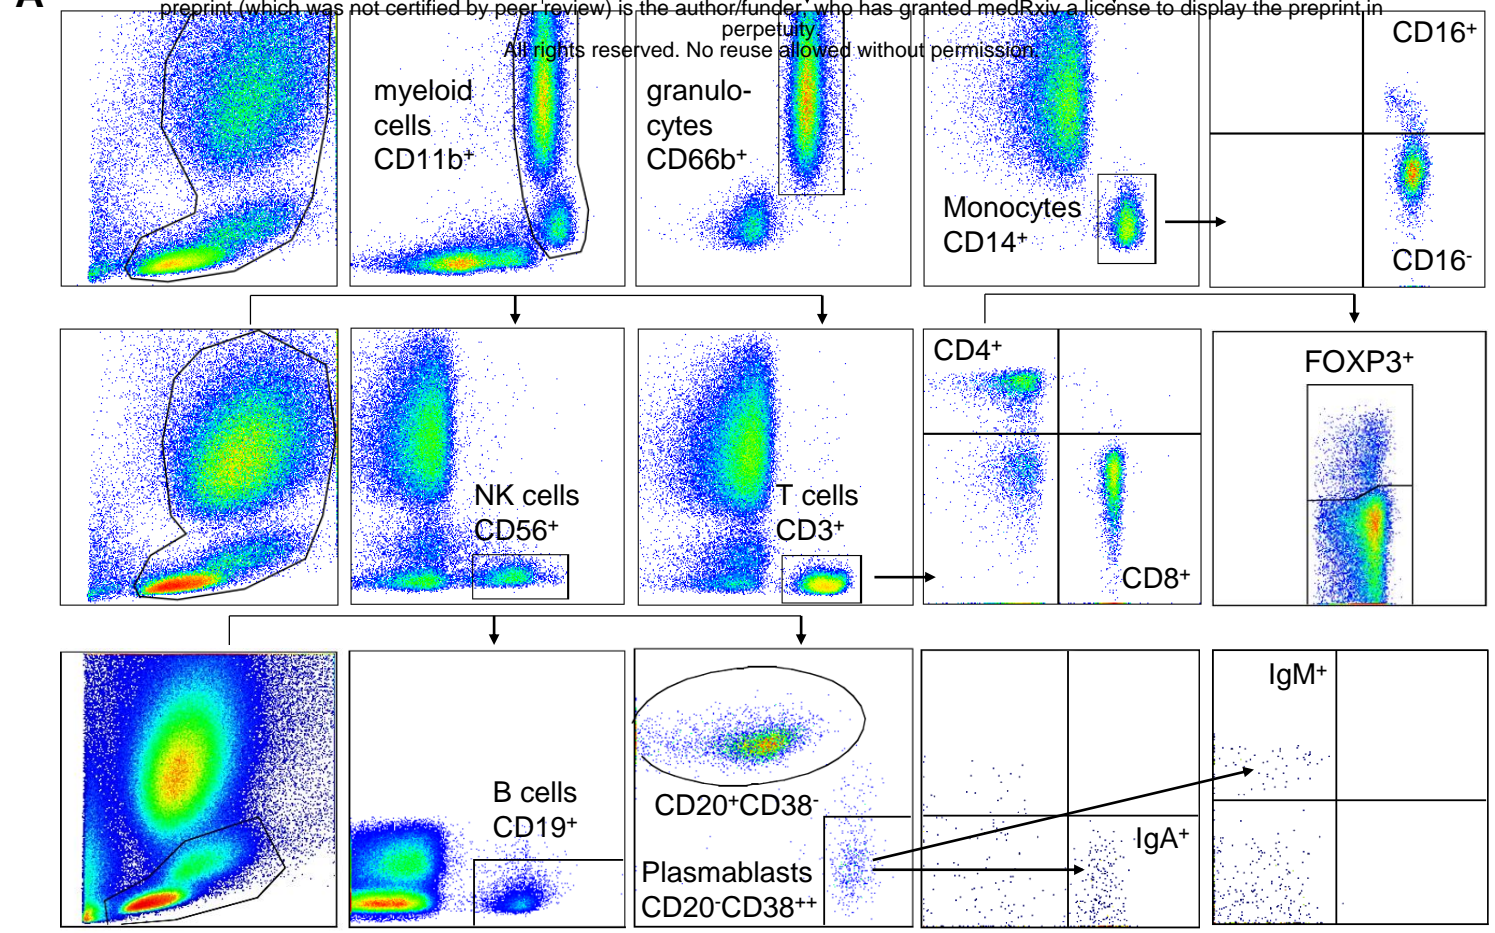 A
preprint (which was not certified by peer review) is the author/funder, who has granted medRxiv a license to display the preprint in
perpetuity.
All rights reserved. No reuse allowed without permission.
myeloid
cells
CD11b⁺
granulo-
cytes
CD66b⁺
Monocytes
CD14⁺
CD16⁺
CD16⁻
NK cells
CD56⁺
T cells
CD3⁺
CD4⁺
CD8⁺
FOXP3⁺
B cells
CD19⁺
CD20⁺CD38⁻
Plasmablasts
CD20⁻CD38⁺⁺
IgA⁺
IgM⁺